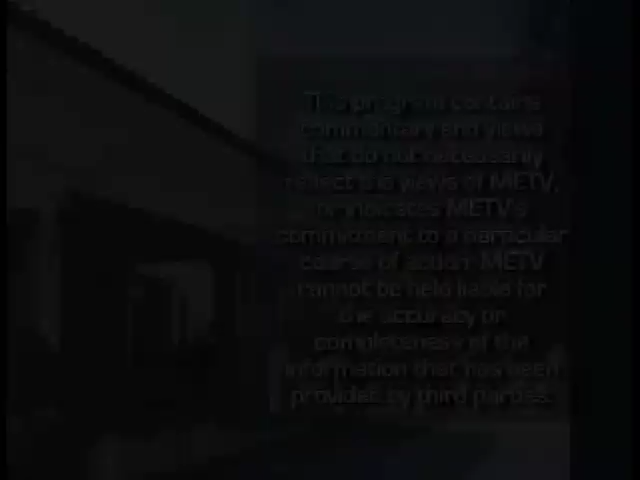 This program contains
commentary and views
that do not necessarily
reflect the views of METV,
or indicates METV's
commitment to a particular
course of action. METV
cannot be held liable for
the accuracy or
completeness of the
information that has been
provided by third parties.